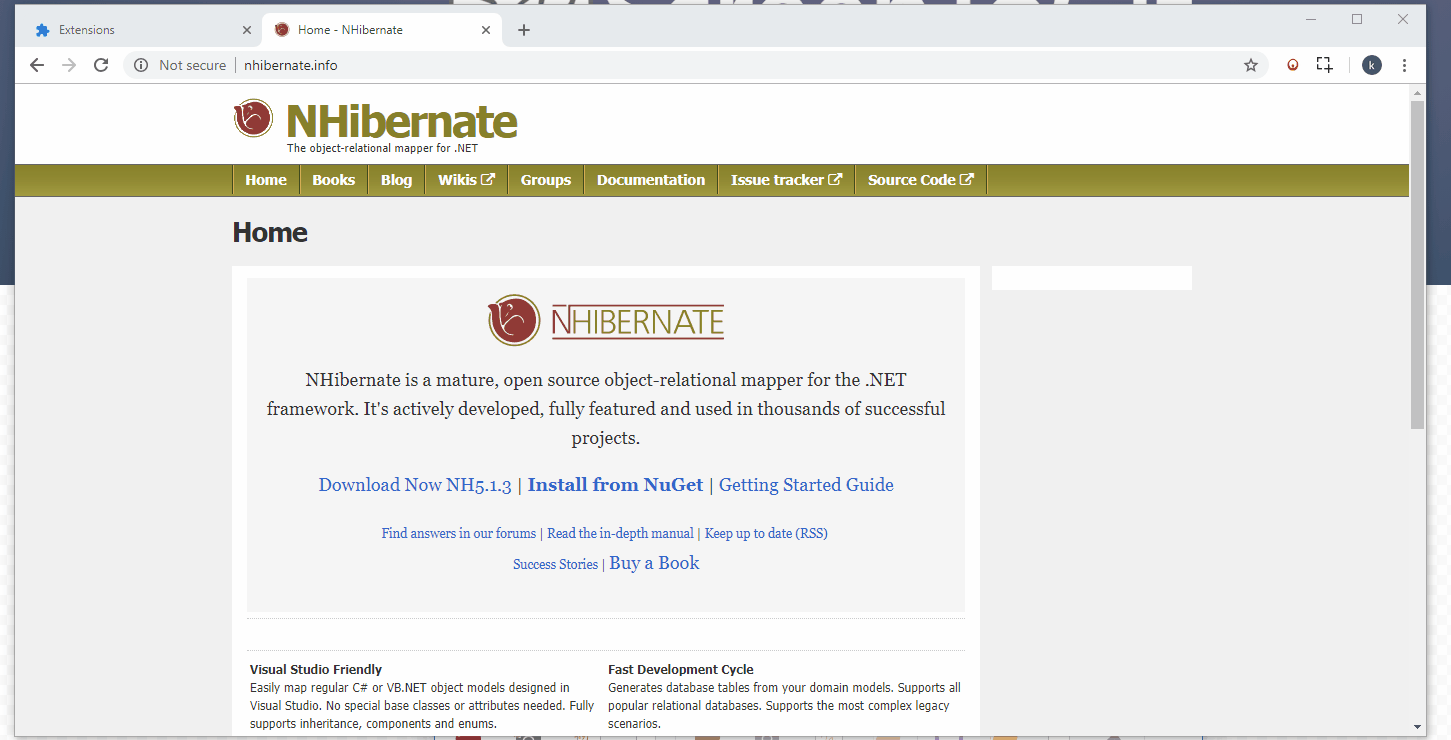 Extensions
Home - NHibernate
Not secure | nhibernate.info
k
NHibernate
The object-relational mapper for .NET
Home Books Blog Wikis Groups Documentation Issue tracker Source Code
Home
NHIBERNATE
NHibernate is a mature, open source object-relational mapper for the .NET
framework. It's actively developed, fully featured and used in thousands of successful
projects.
Download Now NH5.1.3 | Install from NuGet | Getting Started Guide
Find answers in our forums | Read the in-depth manual | Keep up to date (RSS)
Success Stories | Buy a Book
Visual Studio Friendly
Easily map regular C# or VB.NET object models designed in
Visual Studio. No special base classes or attributes needed. Fully
supports inheritance, components and enums.
Fast Development Cycle
Generates database tables from your domain models. Supports all
popular relational databases. Supports the most complex legacy
scenarios.